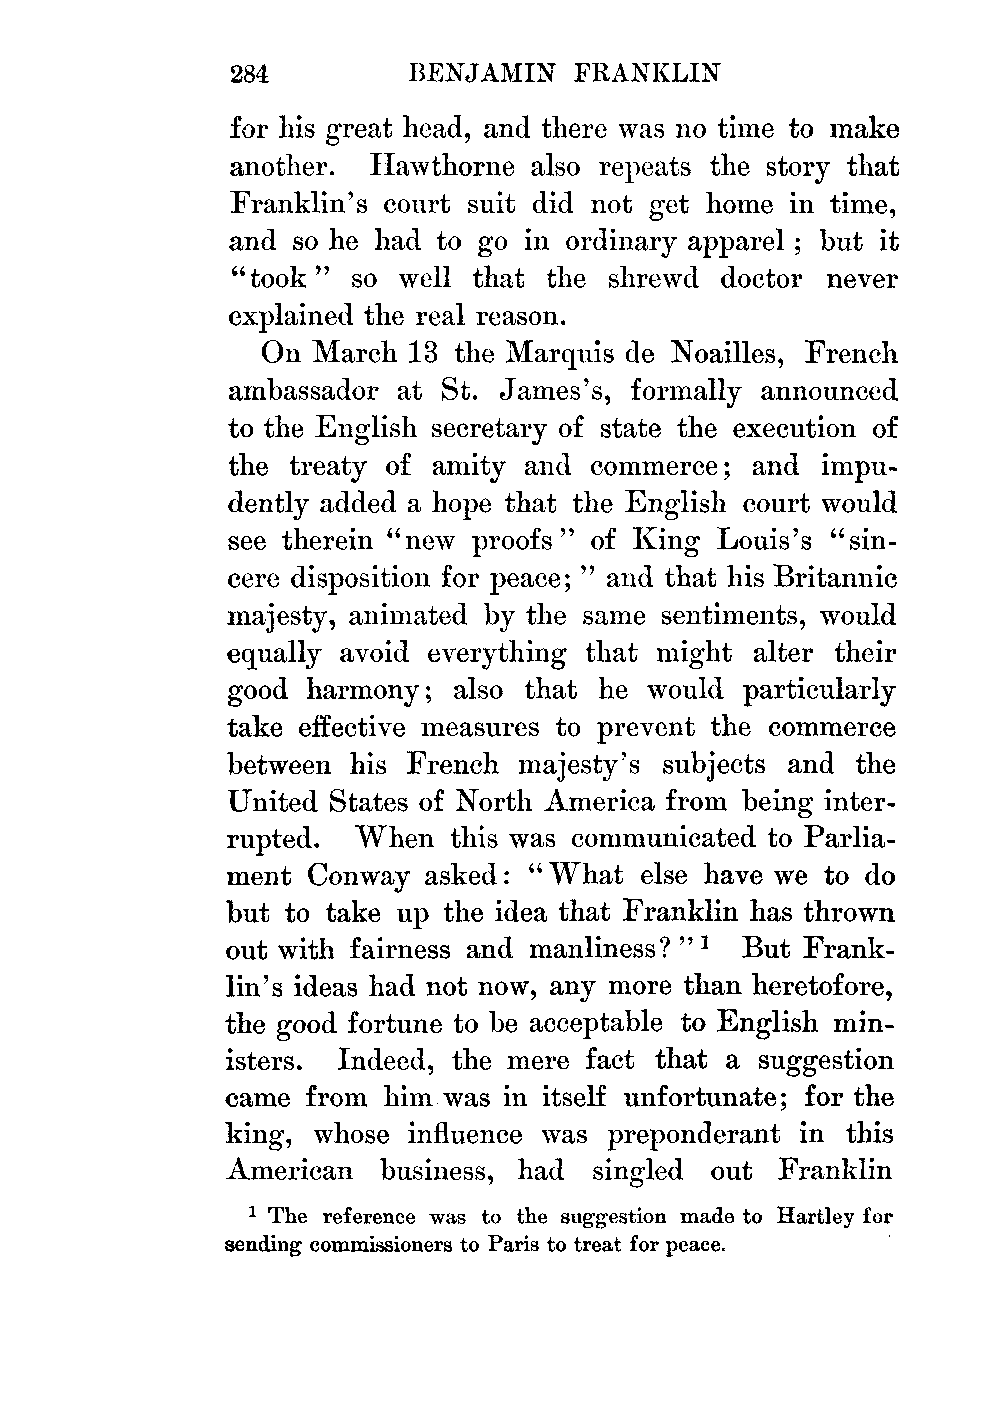 284 BENJAMIN FRANKLIN
for his great head, and there was no time to make
another. Hawthorne also repeats the story that
Franklin's court suit did not get home in time,
and so he had to go in ordinary apparel ; but it
"took" so well that the shrewd doctor never
explained the real reason.
On March 13 the Marquis de Noailles, French
ambassador at St. James's, formally announced
to the English secretary of state the execution of
the treaty of amity and commerce; and impu-
dently added a hope that the English court would
see therein "new proofs" of King Louis's "sin-
cere disposition for peace;" and that his Britannic
majesty, animated by the same sentiments, would
equally avoid everything that might alter their
good harmony; also that he would particularly
take effective measures to prevent the commerce
between his French majesty's subjects and the
United States of North America from being inter-
rupted. When this was communicated to Parlia-
ment Conway asked: "What else have we to do
but to take up the idea that Franklin has thrown
out with fairness and manliness?"¹ But Frank-
lin's ideas had not now, any more than heretofore,
the good fortune to be acceptable to English min-
isters. Indeed, the mere fact that a suggestion
came from him was in itself unfortunate; for the
king, whose influence was preponderant in this
American business, had singled out Franklin
¹ The reference was to the suggestion made to Hartley for
sending commissioners to Paris to treat for peace.